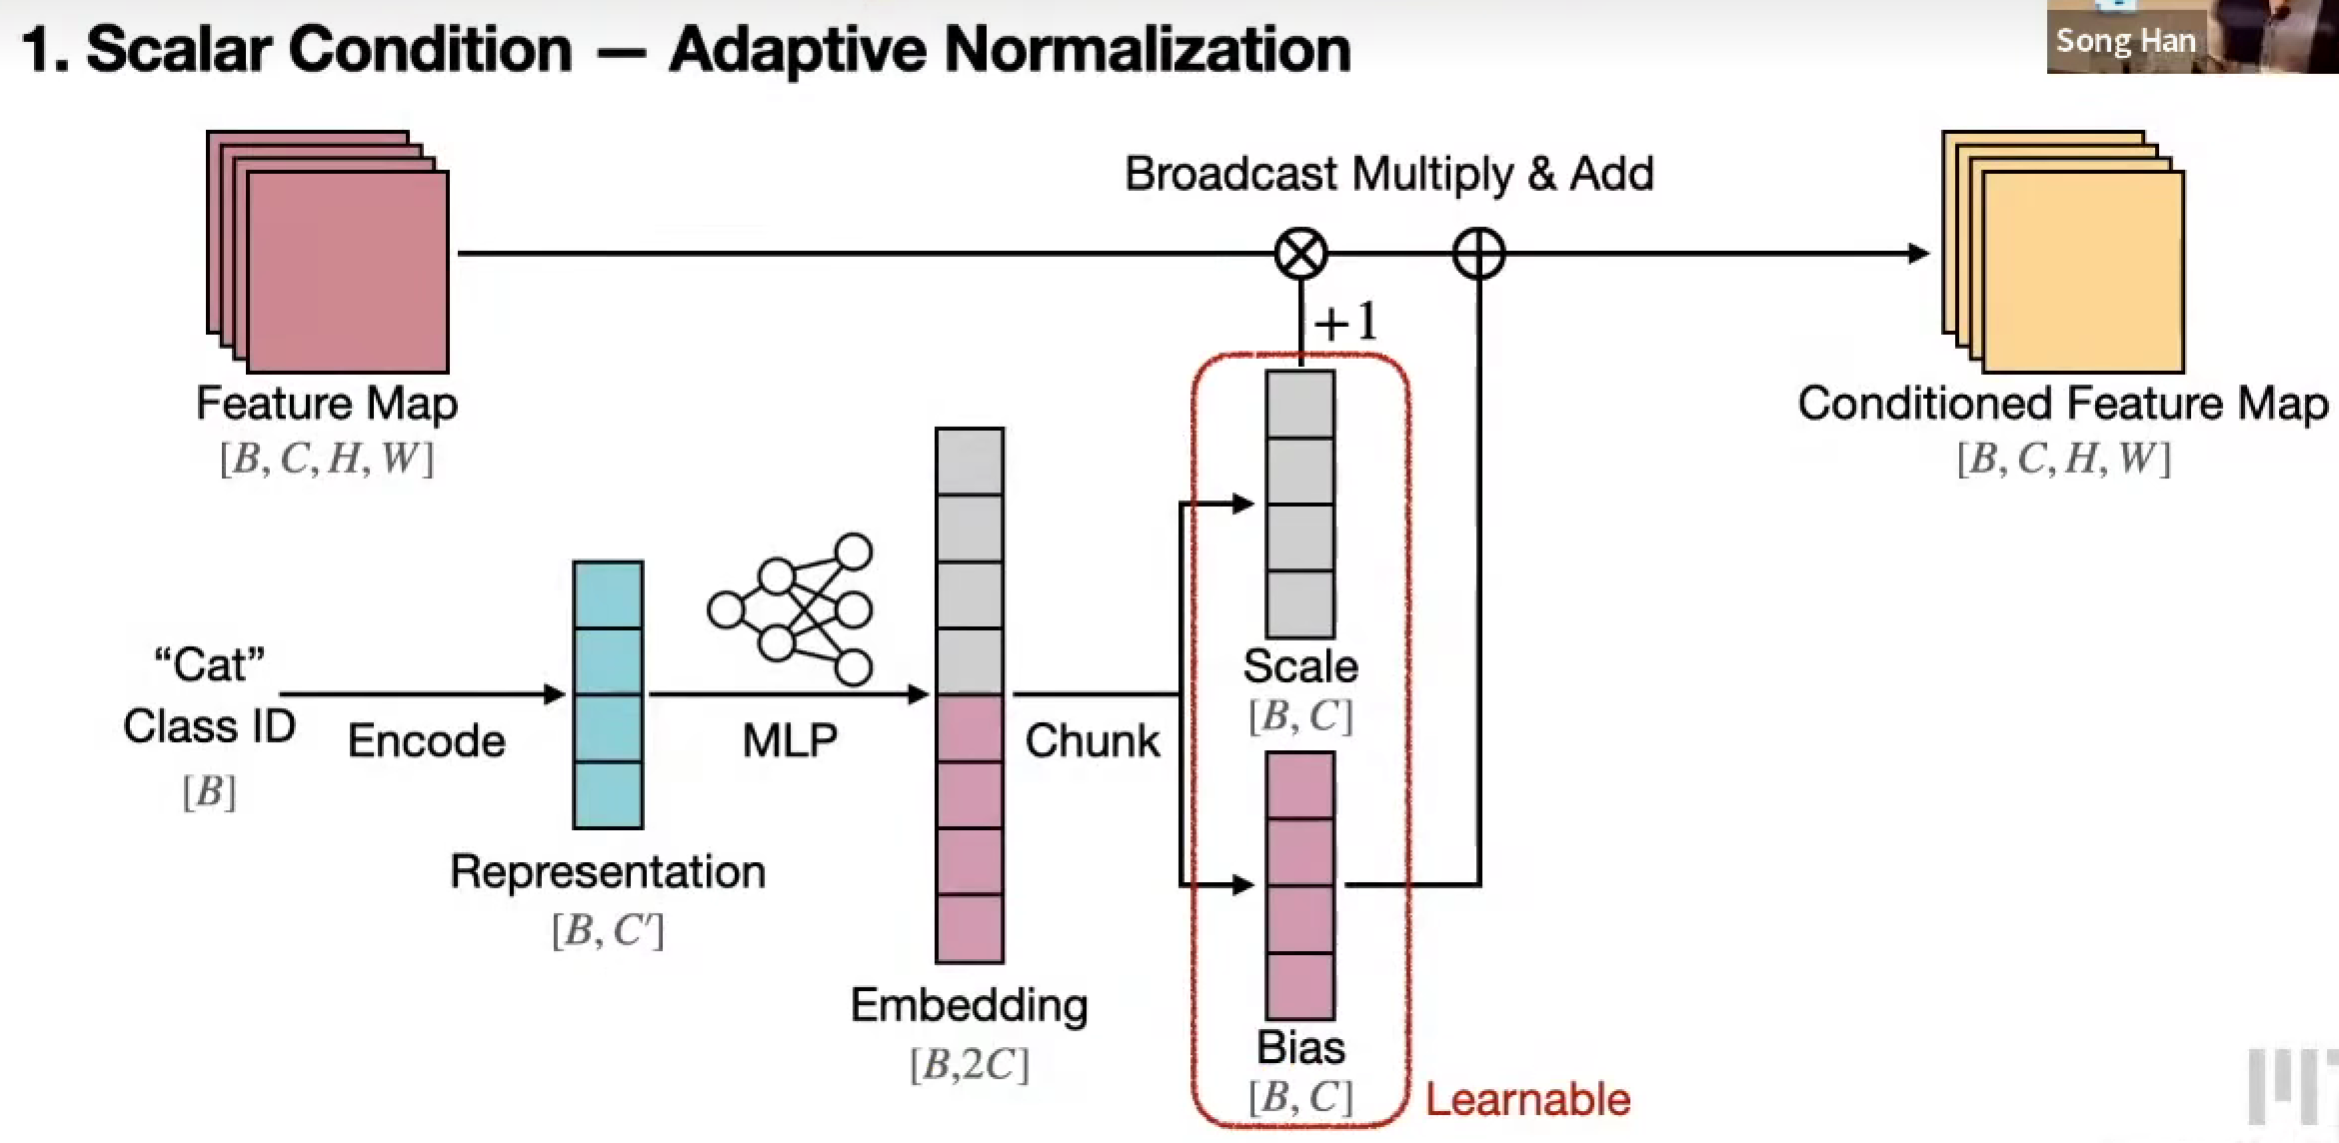 1. Scalar Condition — Adaptive Normalization
Song Han
Broadcast Multiply & Add
+1
Feature Map
[B, C, H, W]
Conditioned Feature Map
[B, C, H, W]
“Cat”
Class ID
[B]
Encode
Representation
[B, C′]
MLP
Embedding
[B,2C]
Chunk
Scale
[B, C]
Bias
[B, C]
Learnable